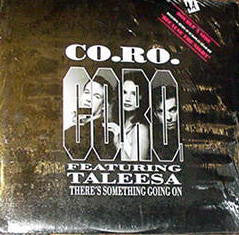 CO.RO.
CORO.
FEATURING
TALEESA
THERE'S SOMETHING GOING ON